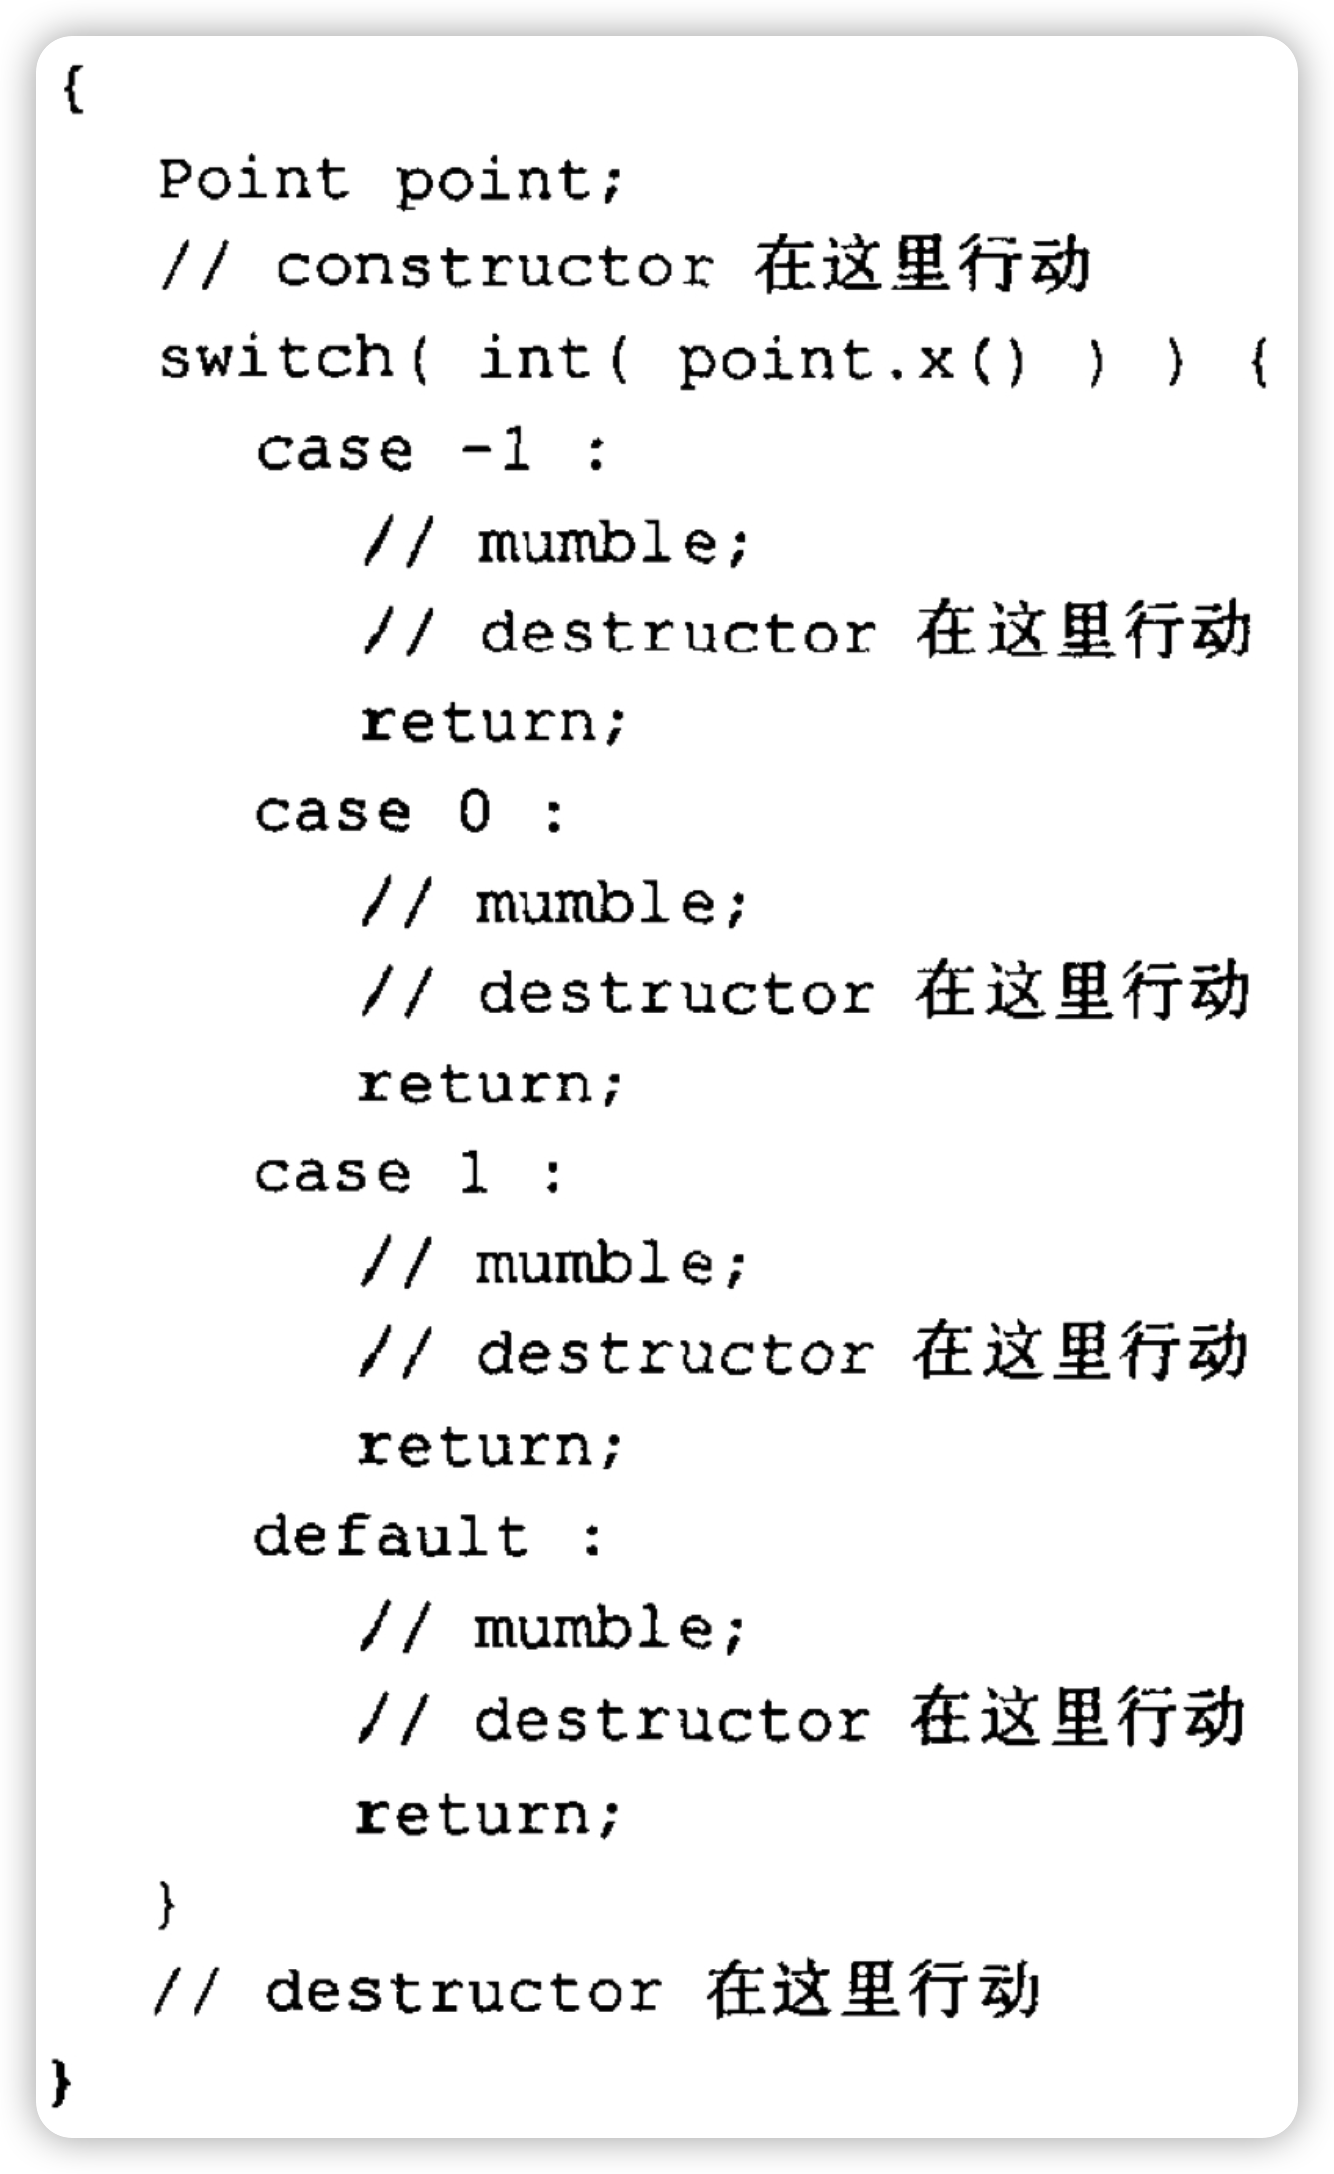 {
Point point;
// constructor 在这里行动
switch( int( point.x() ) ) {
case -1 :
// mumble;
// destructor 在这里行动
return;
case 0 :
// mumble;
// destructor 在这里行动
return;
case 1 :
// mumble;
// destructor 在这里行动
return;
default :
// mumble;
// destructor 在这里行动
return;
}
// destructor 在这里行动
}